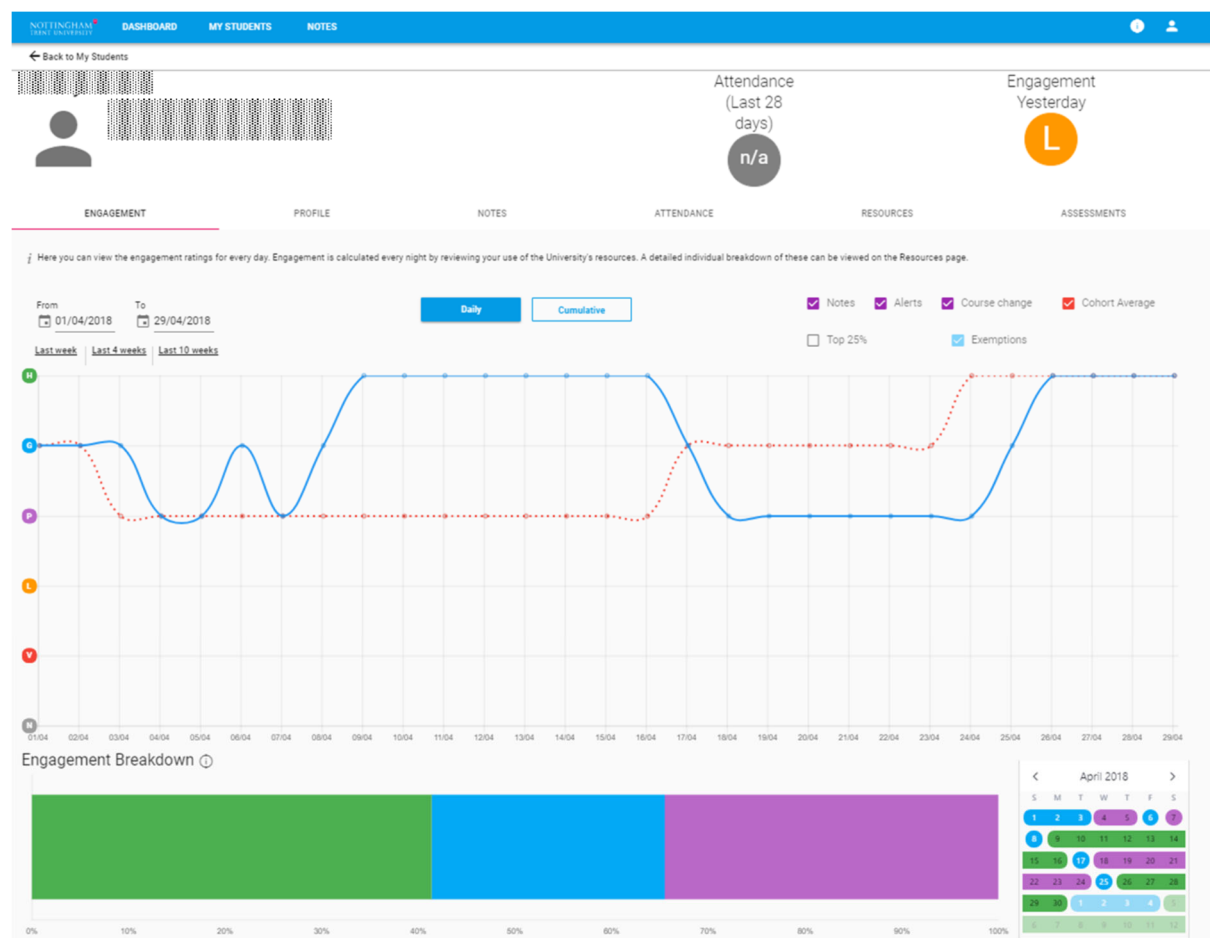 NOTTINGHAM DASHBOARD MY STUDENTS NOTES
TRENT UNIVERSITY
Back to My Students
Attendance
(Last 28
days)
n/a
Engagement
Yesterday
L
ENGAGEMENT PROFILE NOTES ATTENDANCE RESOURCES ASSESSMENTS
i Here you can view the engagement ratings for every day. Engagement is calculated every night by reviewing your use of the University's resources. A detailed individual breakdown of these can be viewed on the Resources page.
From To
01/04/2018 29/04/2018
Last week Last 4 weeks Last 10 weeks
Daily Cumulative
Notes Alerts Course change Cohort Average
Top 25% Exemptions
H
G
P
L
V
N
01/04 02/04 03/04 04/04 05/04 06/04 07/04 08/04 09/04 10/04 11/04 12/04 13/04 14/04 15/04 16/04 17/04 18/04 19/04 20/04 21/04 22/04 23/04 24/04 25/04 26/04 27/04 28/04 29/04
Engagement Breakdown
0% 10% 20% 30% 40% 50% 60% 70% 80% 90% 100%
April 2018
S M T W T F S
1 2 3 4 5 6 7
8 9 10 11 12 13 14
15 16 17 18 19 20 21
22 23 24 25 26 27 28
29 30 1 2 3 4 5
6 7 8 9 10 11 12